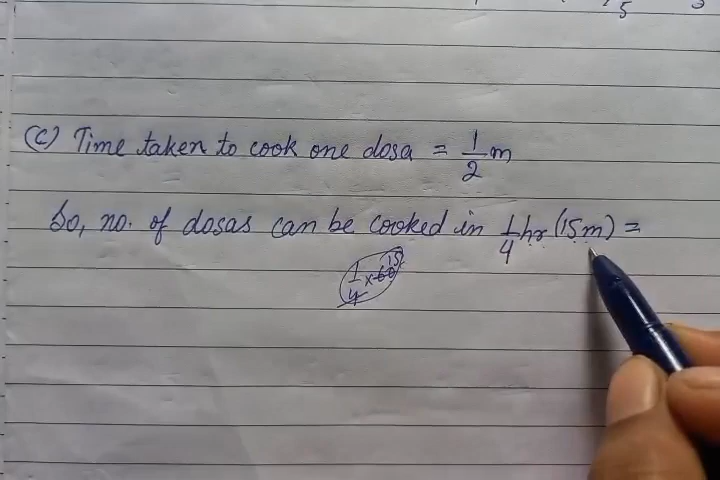 5
(c) Time taken to cook one dosa = 1/2 m
So, no. of dosas can be cooked in 1/4 hr (15m) =
1/4 × 60 15